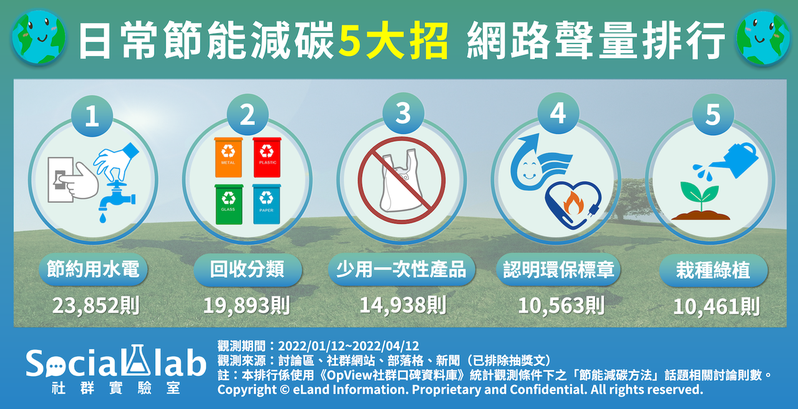 日常節能減碳5大招 網路聲量排行
1
2
3
4
5
METAL
PLASTIC
GLASS
PAPER
節約用水電
回收分類
少用一次性產品
認明環保標章
栽種綠植
23,852則
19,893則
14,938則
10,563則
10,461則
Social lab
社群實驗室
觀測期間：2022/01/12~2022/04/12
觀測來源：討論區、社群網站、部落格、新聞（已排除抽獎文）
註：本排行係使用《OpView社群口碑資料庫》統計觀測條件下之「節能減碳方法」話題相關討論則數。
Copyright © eLand Information. Proprietary and Confidential. All rights reserved.